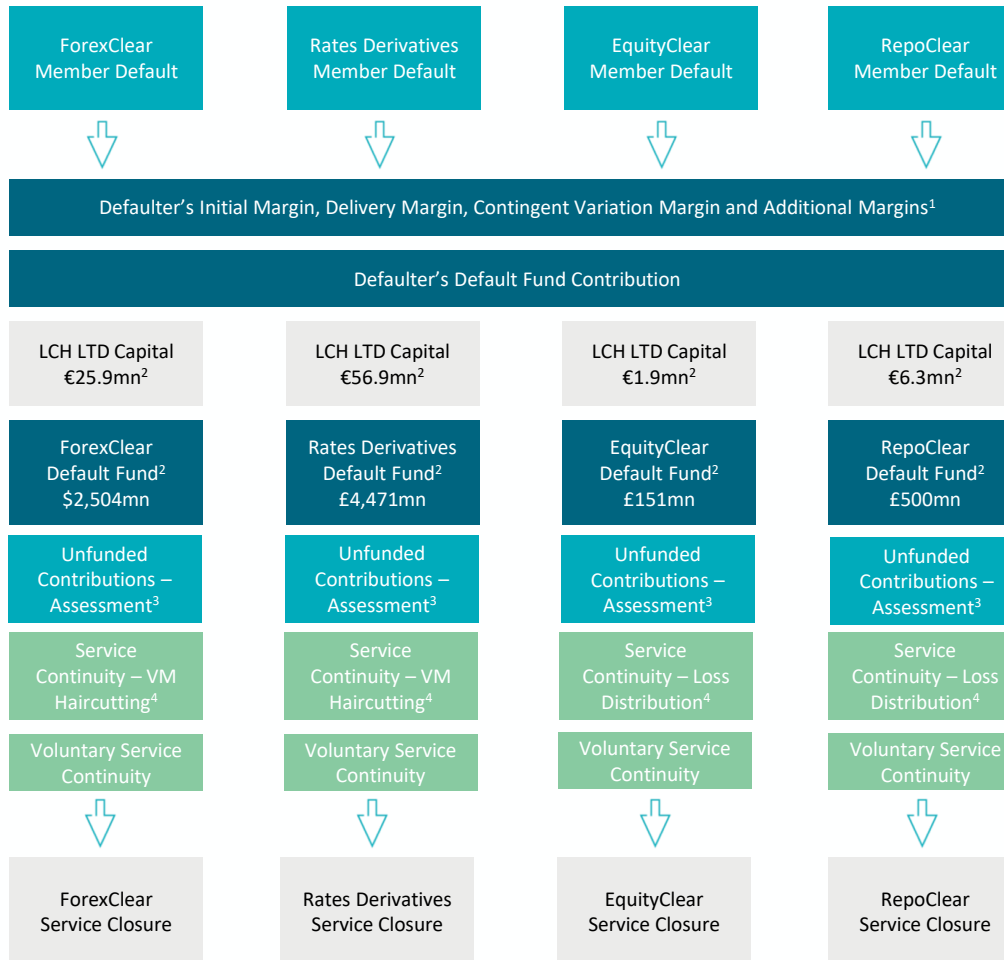 ForexClear
Member Default
Rates Derivatives
Member Default
EquityClear
Member Default
RepoClear
Member Default
Defaulter’s Initial Margin, Delivery Margin, Contingent Variation Margin and Additional Margins¹
Defaulter’s Default Fund Contribution
LCH LTD Capital
€25.9mn²
LCH LTD Capital
€56.9mn²
LCH LTD Capital
€1.9mn²
LCH LTD Capital
€6.3mn²
ForexClear
Default Fund²
$2,504mn
Rates Derivatives
Default Fund²
£4,471mn
EquityClear
Default Fund²
£151mn
RepoClear
Default Fund²
£500mn
Unfunded
Contributions –
Assessment³
Unfunded
Contributions –
Assessment³
Unfunded
Contributions –
Assessment³
Unfunded
Contributions –
Assessment³
Service
Continuity – VM
Haircutting⁴
Service
Continuity – VM
Haircutting⁴
Service
Continuity – Loss
Distribution⁴
Service
Continuity – Loss
Distribution⁴
Voluntary Service
Continuity
Voluntary Service
Continuity
Voluntary Service
Continuity
Voluntary Service
Continuity
ForexClear
Service Closure
Rates Derivatives
Service Closure
EquityClear
Service Closure
RepoClear
Service Closure